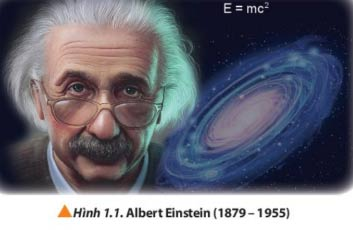 E = mc²
Hình 1.1. Albert Einstein (1879 – 1955)